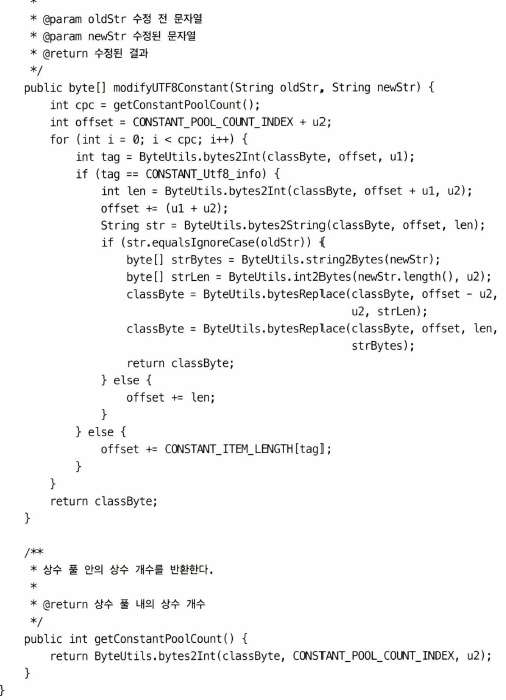 *
* @param oldStr 수정 전 문자열
* @param newStr 수정된 문자열
* @return 수정된 결과
*/
public byte[] modifyUTF8Constant(String oldStr, String newStr) {
int cpc = getConstantPoolCount();
int offset = CONSTANT_POOL_COUNT_INDEX + u2;
for (int i = 0; i < cpc; i++) {
int tag = ByteUtils.bytes2Int(classByte, offset, u1);
if (tag == CONSTANT_Utf8_info) {
int len = ByteUtils.bytes2Int(classByte, offset + u1, u2);
offset += (u1 + u2);
String str = ByteUtils.bytes2String(classByte, offset, len);
if (str.equalsIgnoreCase(oldStr)) {
byte[] strBytes = ByteUtils.string2Bytes(newStr);
byte[] strLen = ByteUtils.int2Bytes(newStr.length(), u2);
classByte = ByteUtils.bytesReplace(classByte, offset - u2,
u2, strLen);
classByte = ByteUtils.bytesReplace(classByte, offset, len,
strBytes);
return classByte;
} else {
offset += len;
}
} else {
offset += CONSTANT_ITEM_LENGTH[tag];
}
}
return classByte;
}
/**
* 상수 풀 안의 상수 개수를 반환한다.
*
* @return 상수 풀 내의 상수 개수
*/
public int getConstantPoolCount() {
return ByteUtils.bytes2Int(classByte, CONSTANT_POOL_COUNT_INDEX, u2);
}
}